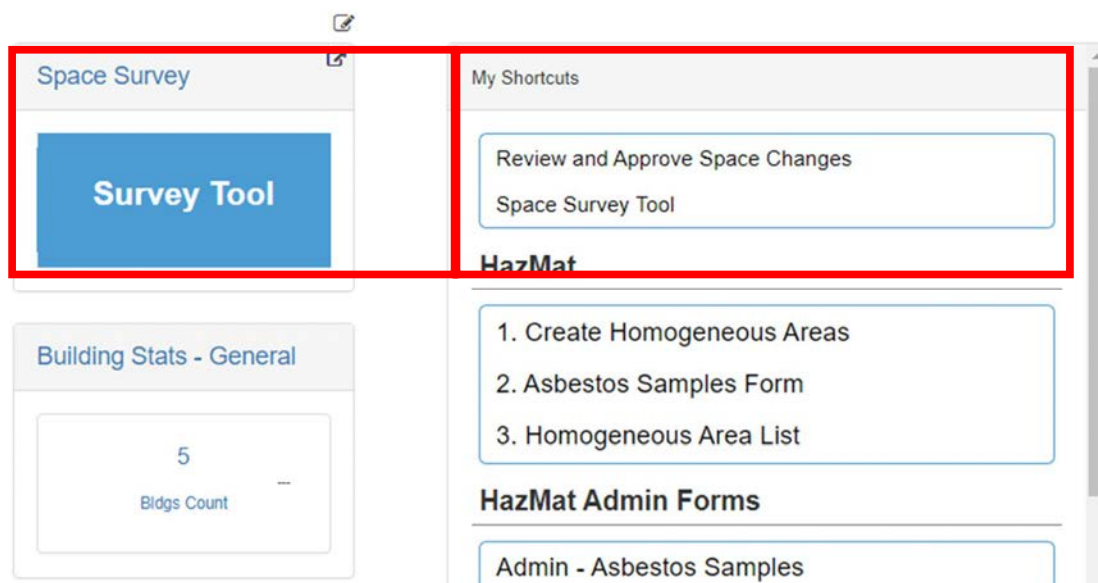 Space Survey
Survey Tool
Building Stats - General
5
---
Bldgs Count
My Shortcuts
Review and Approve Space Changes
Space Survey Tool
HazMat
1. Create Homogeneous Areas
2. Asbestos Samples Form
3. Homogeneous Area List
HazMat Admin Forms
Admin - Asbestos Samples